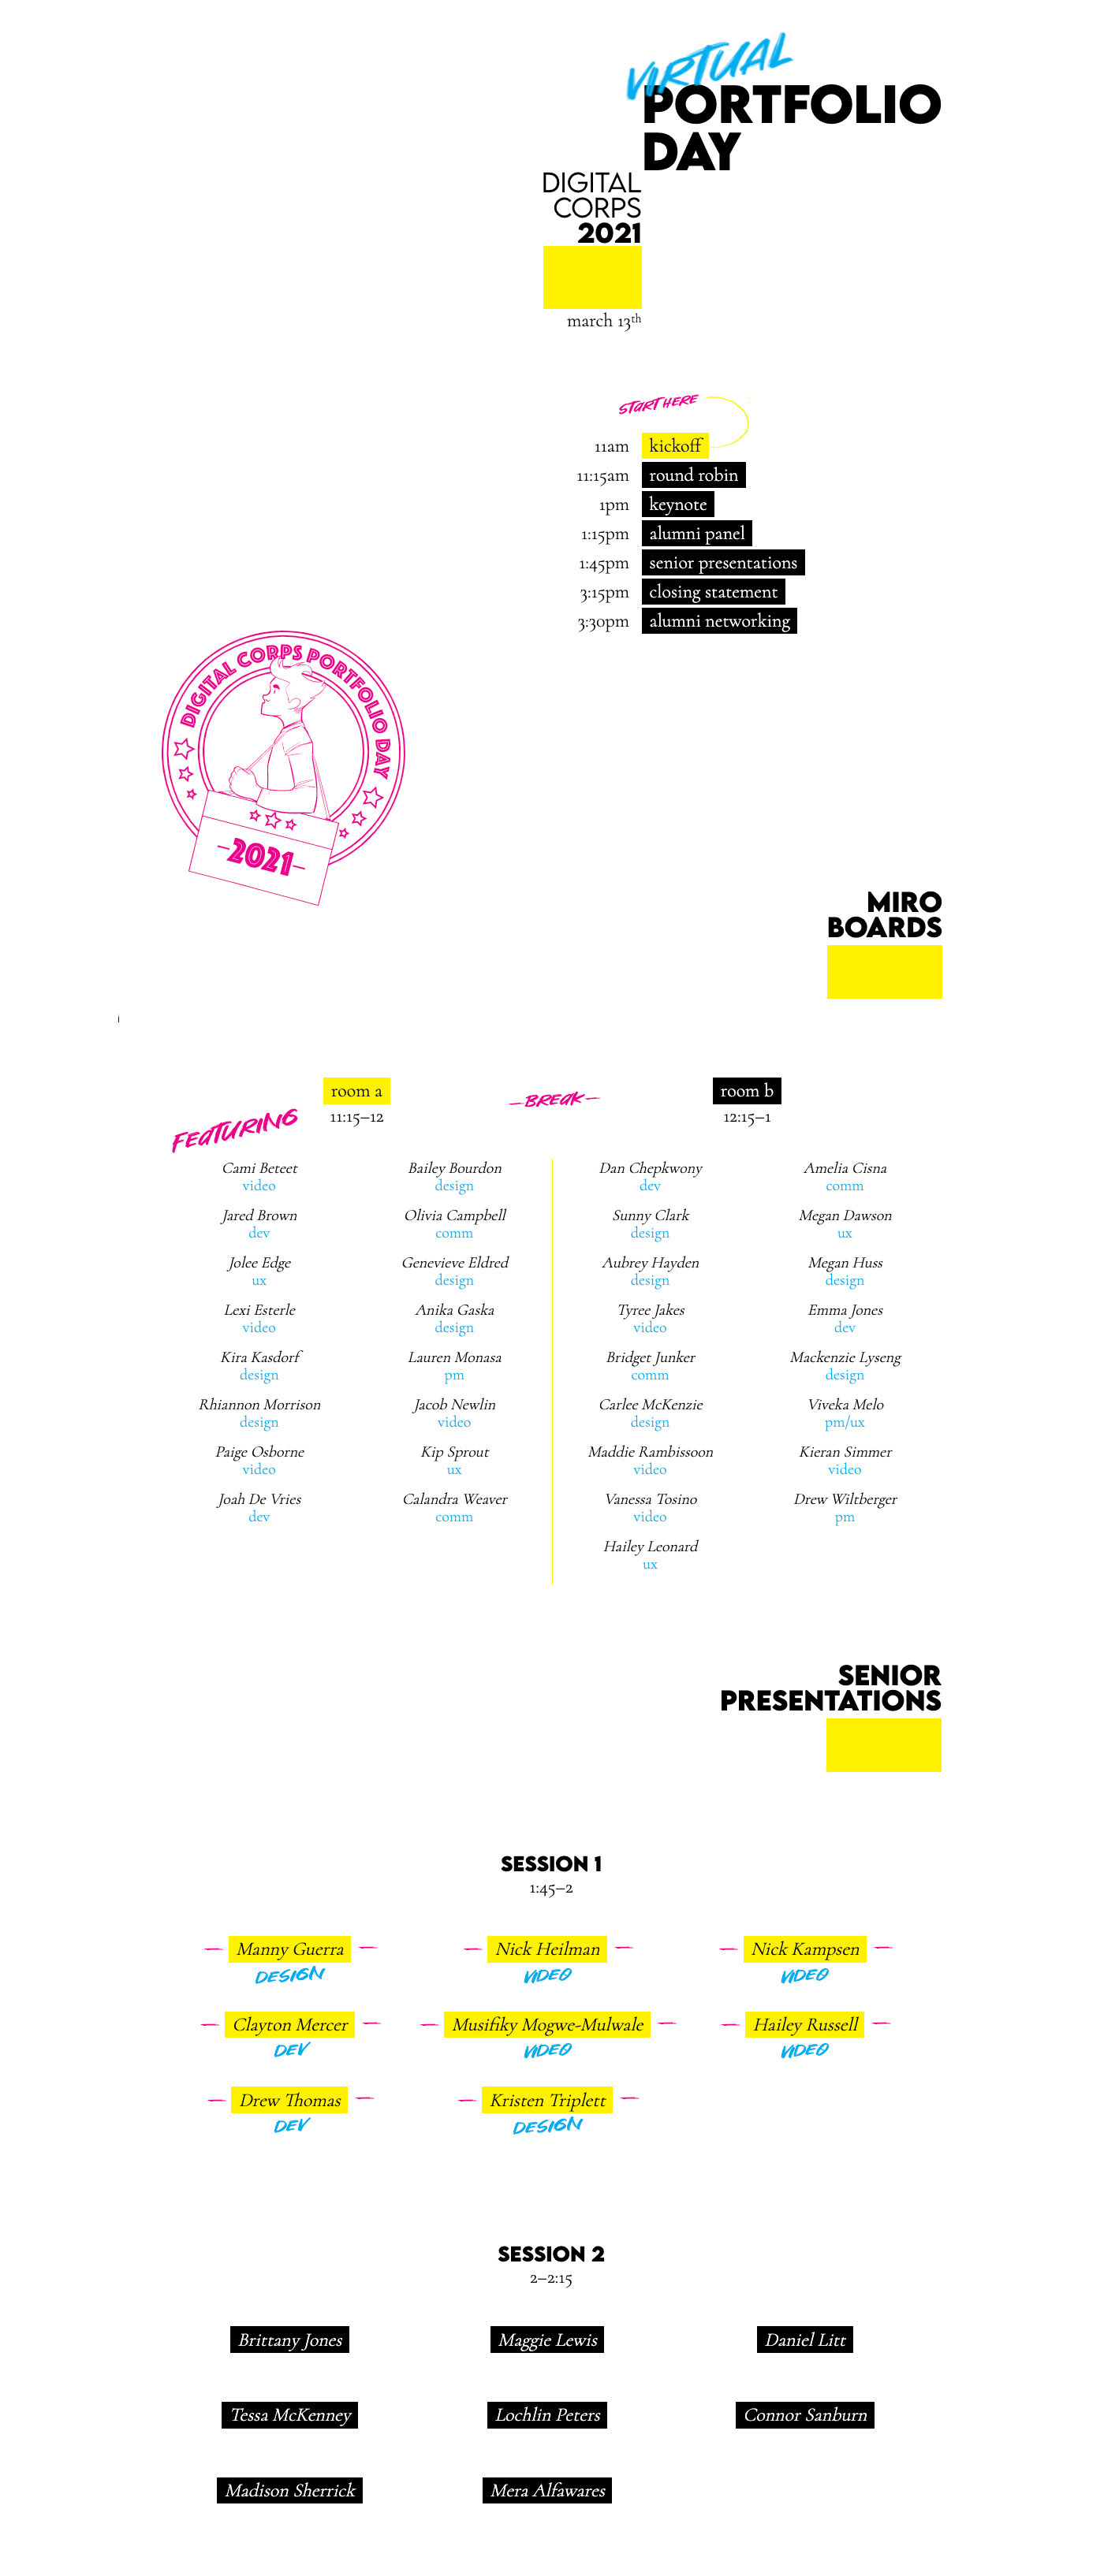 VIRTUAL
PORTFOLIO
DAY
DIGITAL
CORPS
2021
march 13th
START HERE
11am kickoff
11:15am round robin
1pm keynote
1:15pm alumni panel
1:45pm senior presentations
3:15pm closing statement
3:30pm alumni networking
DIGITAL CORPS PORTFOLIO DAY
-2021-
MIRO
BOARDS
room a
11:15–12
–BREAK–
room b
12:15–1
FEATURING
Cami Beteet
video
Jared Brown
dev
Jolee Edge
ux
Lexi Esterle
video
Kira Kasdorf
design
Rhiannon Morrison
design
Paige Osborne
video
Joah De Vries
dev
Bailey Bourdon
design
Olivia Campbell
comm
Genevieve Eldred
design
Anika Gaska
design
Lauren Monasa
pm
Jacob Newlin
video
Kip Sprout
ux
Calandra Weaver
comm
Dan Chepkwony
dev
Sunny Clark
design
Aubrey Hayden
design
Tyree Jakes
video
Bridget Junker
comm
Carlee McKenzie
design
Maddie Rambissoon
video
Vanessa Tosino
video
Hailey Leonard
ux
Amelia Cisna
comm
Megan Dawson
ux
Megan Huss
design
Emma Jones
dev
Mackenzie Lyseng
design
Viveka Melo
pm/ux
Kieran Simmer
video
Drew Wiltberger
pm
SENIOR
PRESENTATIONS
SESSION 1
1:45–2
Manny Guerra
DESIGN
Nick Heilman
VIDEO
Nick Kampsen
VIDEO
Clayton Mercer
DEV
Musifiky Mogwe-Mulwale
VIDEO
Hailey Russell
VIDEO
Drew Thomas
DEV
Kristen Triplett
DESIGN
SESSION 2
2–2:15
Brittany Jones
Maggie Lewis
Daniel Litt
Tessa McKenney
Lochlin Peters
Connor Sanburn
Madison Sherrick
Mera Alfawares